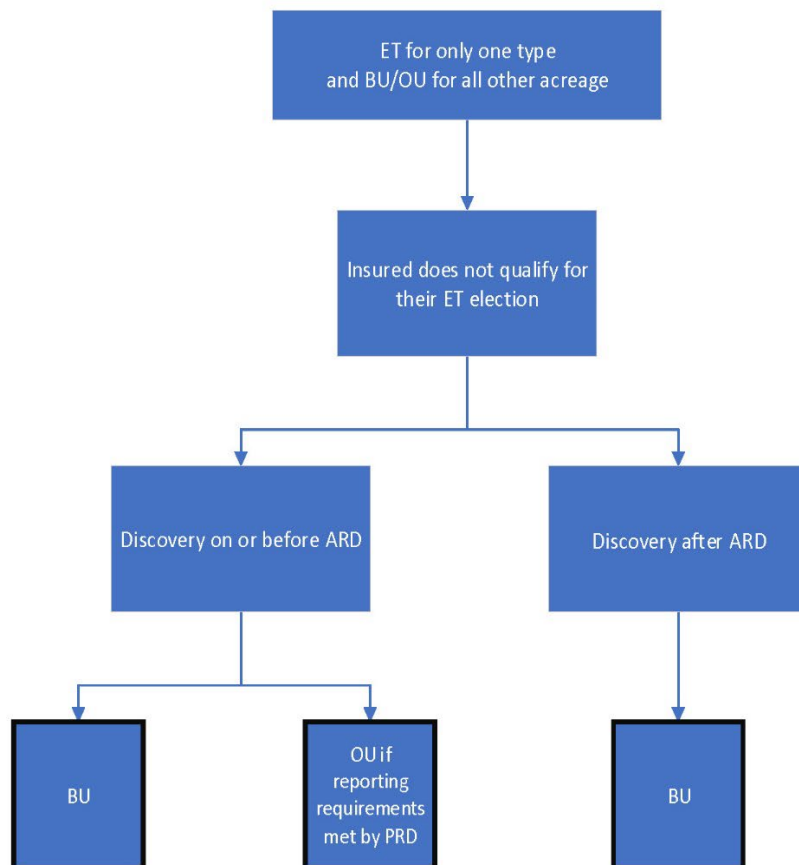 ET for only one type
and BU/OU for all other acreage
Insured does not qualify for
their ET election
Discovery on or before ARD
Discovery after ARD
BU
OU if
reporting
requirements
met by PRD
BU